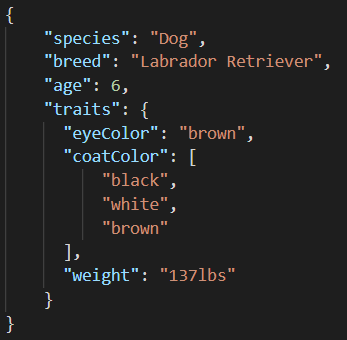 {
    "species": "Dog",
    "breed": "Labrador Retriever",
    "age": 6,
    "traits": {
      "eyeColor": "brown",
      "coatColor": [
          "black",
          "white",
          "brown"
      ],
      "weight": "137lbs"
    }
}